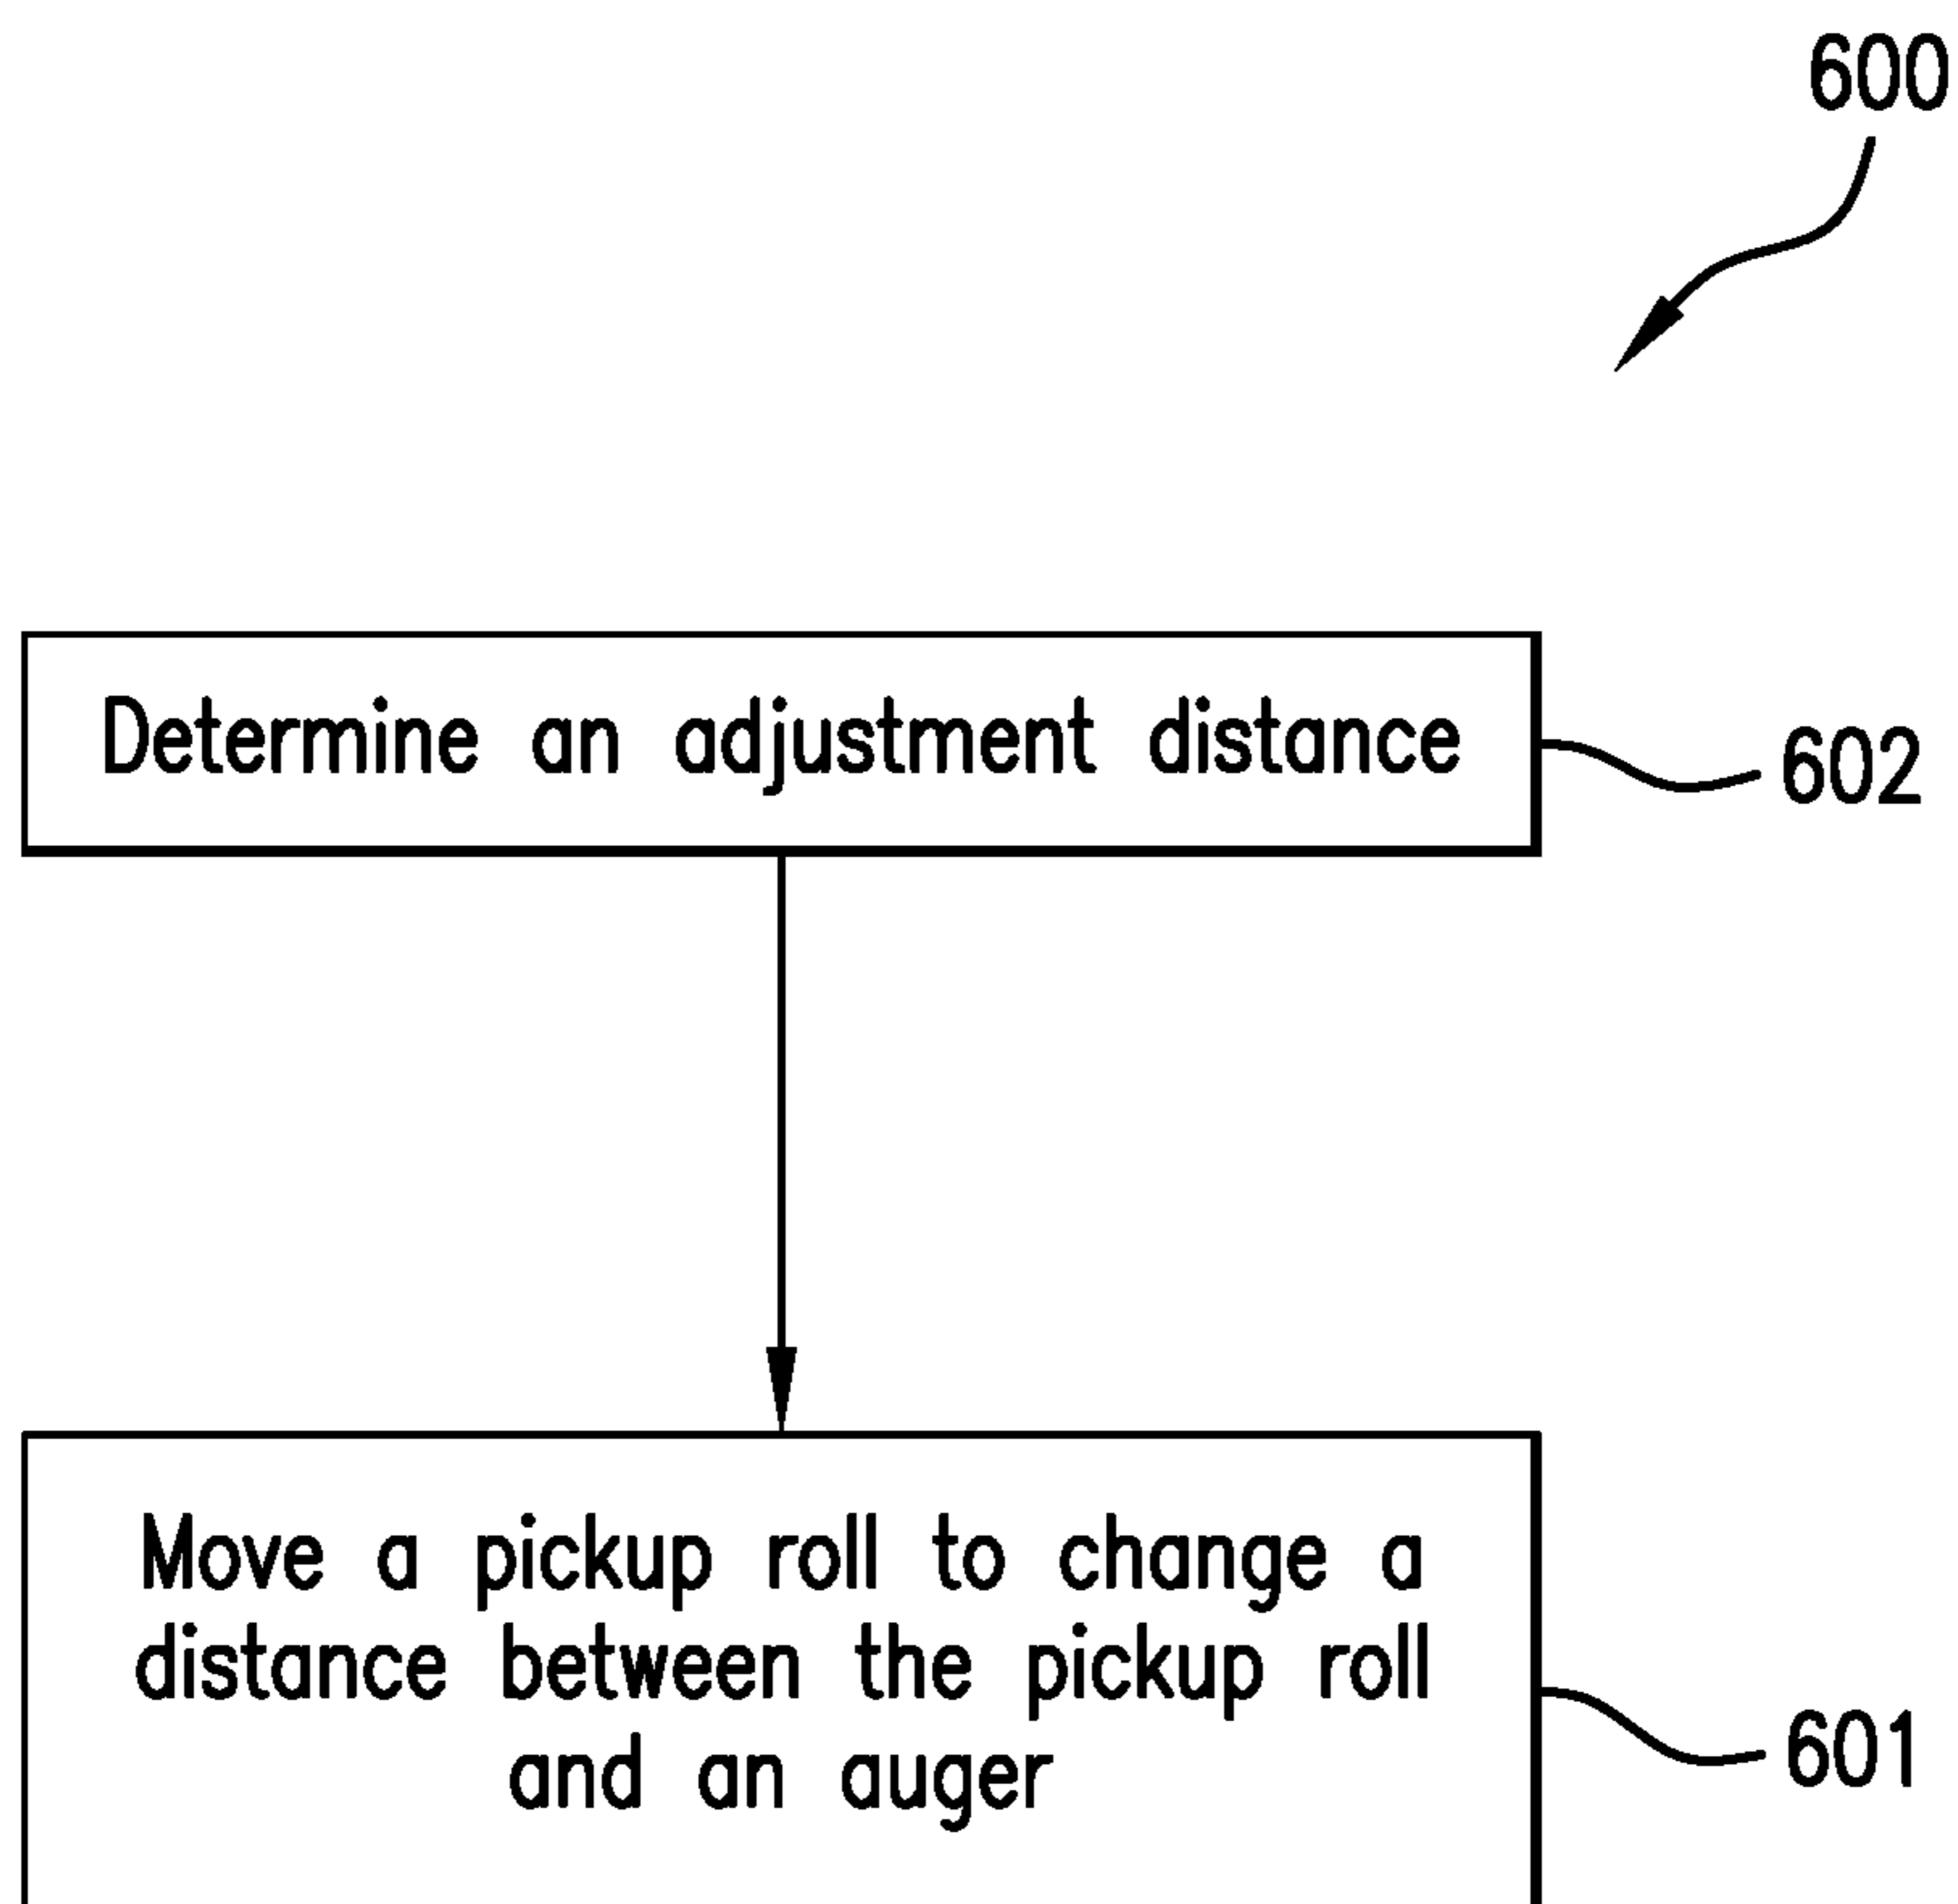 600
Determine an adjustment distance
602
Move a pickup roll to change a
distance between the pickup roll
and an auger
601